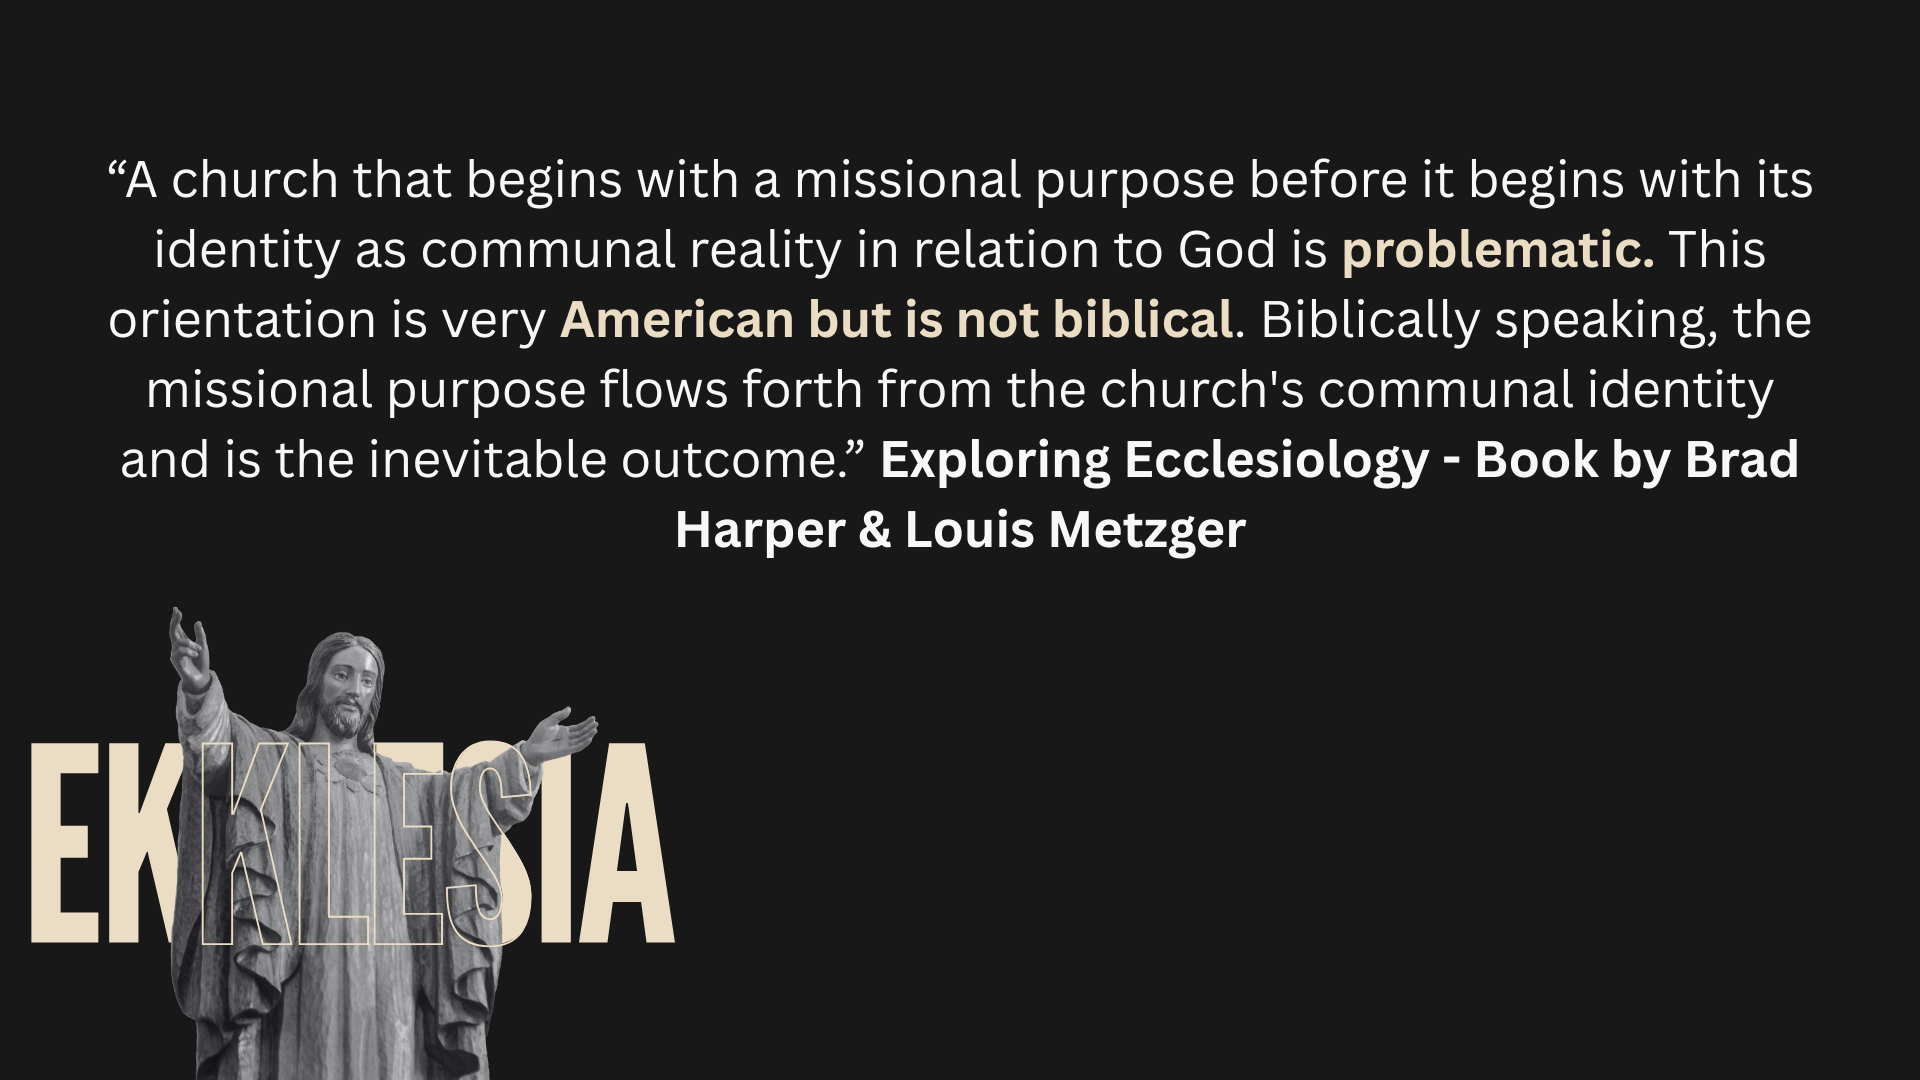 “A church that begins with a missional purpose before it begins with its
identity as communal reality in relation to God is problematic. This
orientation is very American but is not biblical. Biblically speaking, the
missional purpose flows forth from the church's communal identity
and is the inevitable outcome.” Exploring Ecclesiology - Book by Brad
Harper & Louis Metzger
EKKLESIA